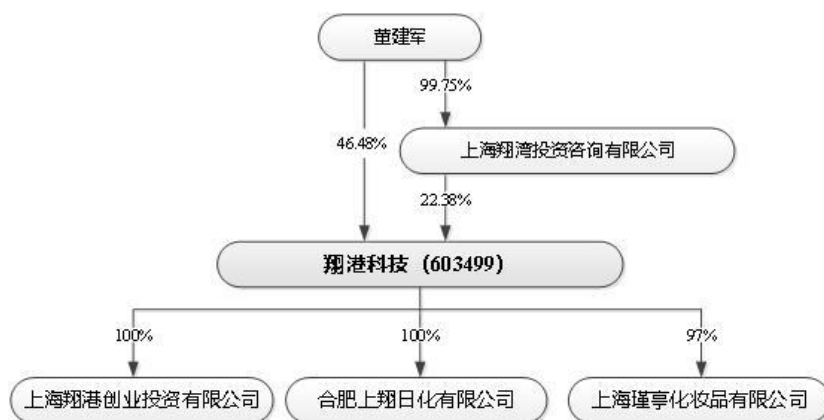 董建军
99.75%
46.48%
上海翔湾投资咨询有限公司
22.38%
翔港科技（603499）
100%
100%
97%
上海翔港创业投资有限公司
合肥上翔日化有限公司
上海瑾亭化妆品有限公司